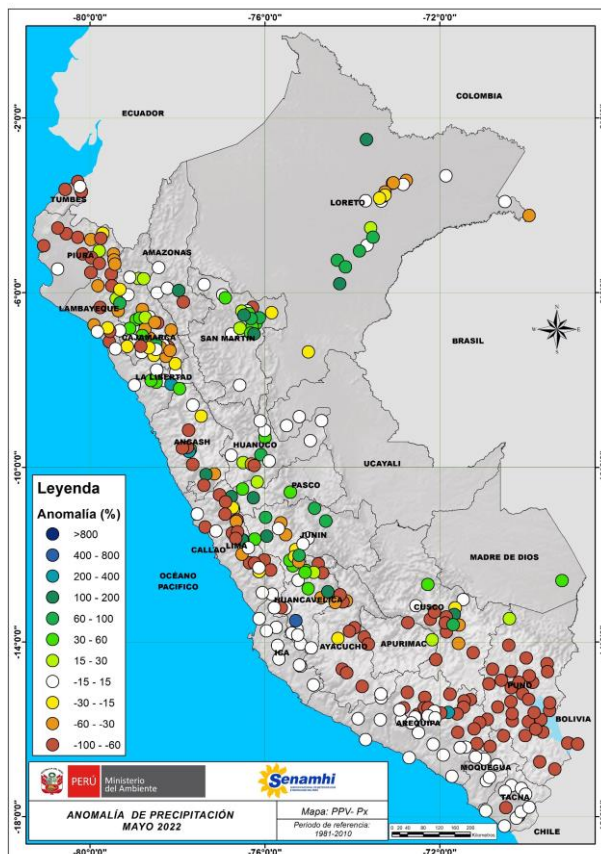 -80°0'0"
-76°0'0"
-72°0'0"
COLOMBIA
-2°0'0"
ECUADOR
LORETO
TUMBES
PIURA
AMAZONAS
-6°0'0"
LAMBAYEQUE
CAJAMARCA
SAN MARTIN
BRASIL
LA LIBERTAD
ANCASH
HUANUCO
-10°0'0"
UCAYALI
PASCO
Leyenda
Anomalía (%)
>800
400 - 800
200 - 400
100 - 200
60 - 100
30 - 60
15 - 30
-15 - 15
-30 - -15
-60 - -30
-100 - -60
JUNIN
LIMA
CALLAO
MADRE DE DIOS
OCÉANO
PACIFICO
HUANCAVELICA
CUSCO
-14°0'0"
AYACUCHO
APURIMAC
ICA
PUNO
AREQUIPA
BOLIVIA
MOQUEGUA
TACNA
PERÚ
Ministerio
del Ambiente
Senamhi
ANOMALÍA DE PRECIPITACIÓN
MAYO 2022
Mapa: PPV- Px
Periodo de referencia:
1981-2010
-18°0'0"
CHILE
-80°0'0"
-76°0'0"
-72°0'0"